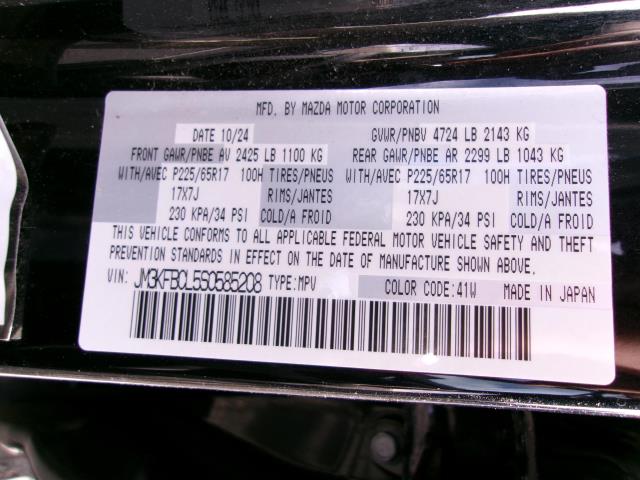 MFD. BY MAZDA MOTOR CORPORATION
DATE 10/24 GVWR/PNBV 4724 LB 2143 KG
FRONT GAWR/PNBE AV 2425 LB 1100 KG REAR GAWR/PNBE AR 2299 LB 1043 KG
WITH/AVEC P225/65R17 100H TIRES/PNEUS WITH/AVEC P225/65R17 100H TIRES/PNEUS
17X7J RIMS/JANTES 17X7J RIMS/JANTES
230 KPA/34 PSI COLD/A FROID 230 KPA/34 PSI COLD/A FROID
THIS VEHICLE CONFORMS TO ALL APPLICABLE FEDERAL MOTOR VEHICLE SAFETY AND THEFT
PREVENTION STANDARDS IN EFFECT ON THE DATE OF MANUFACTURE SHOWN ABOVE.
VIN: JM3KFBCL5S0585208 TYPE:MPV COLOR CODE:41W MADE IN JAPAN